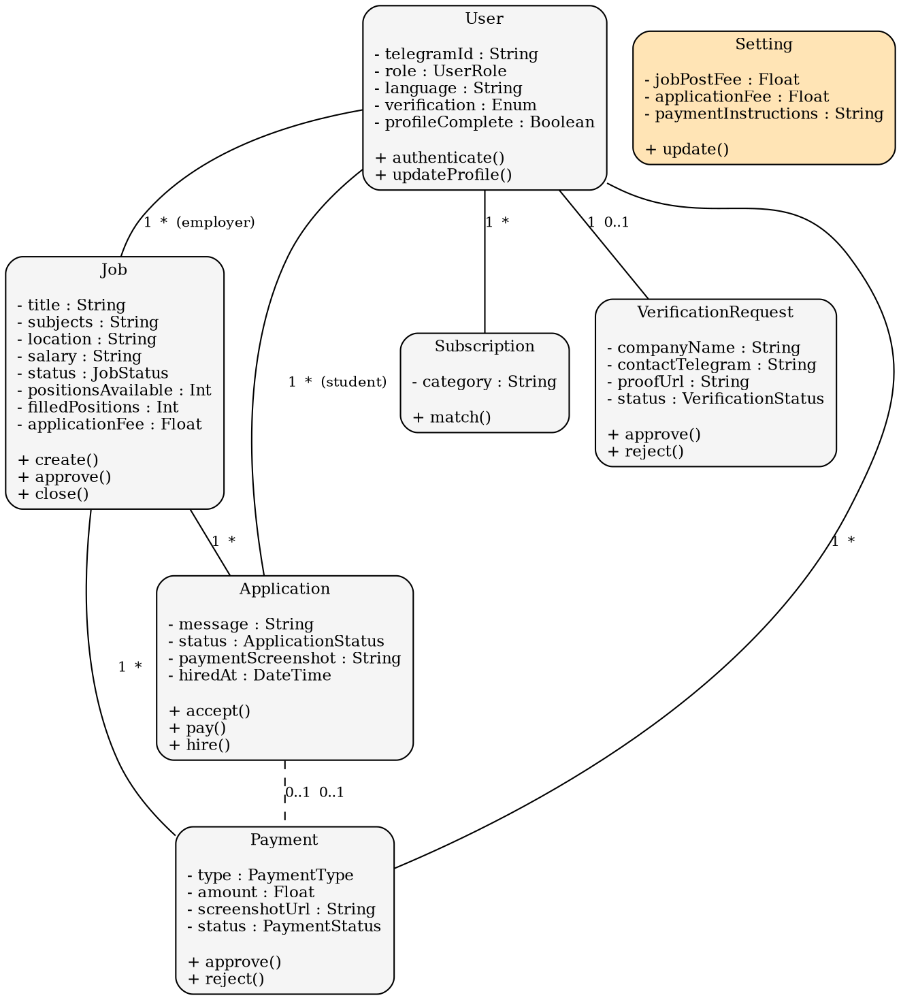 User
- telegramId : String
- role : UserRole
- language : String
- verification : Enum
- profileComplete : Boolean
+ authenticate()
+ updateProfile()
Setting
- jobPostFee : Float
- applicationFee : Float
- paymentInstructions : String
+ update()
1 * (employer)
1 *
1 0..1
Job
- title : String
- subjects : String
- location : String
- salary : String
- status : JobStatus
- positionsAvailable : Int
- filledPositions : Int
- applicationFee : Float
+ create()
+ approve()
+ close()
1 * (student)
Subscription
- category : String
+ match()
VerificationRequest
- companyName : String
- contactTelegram : String
- proofUrl : String
- status : VerificationStatus
+ approve()
+ reject()
1 *
1 *
Application
- message : String
- status : ApplicationStatus
- paymentScreenshot : String
- hiredAt : DateTime
+ accept()
+ pay()
+ hire()
1 *
0..1 0..1
Payment
- type : PaymentType
- amount : Float
- screenshotUrl : String
- status : PaymentStatus
+ approve()
+ reject()